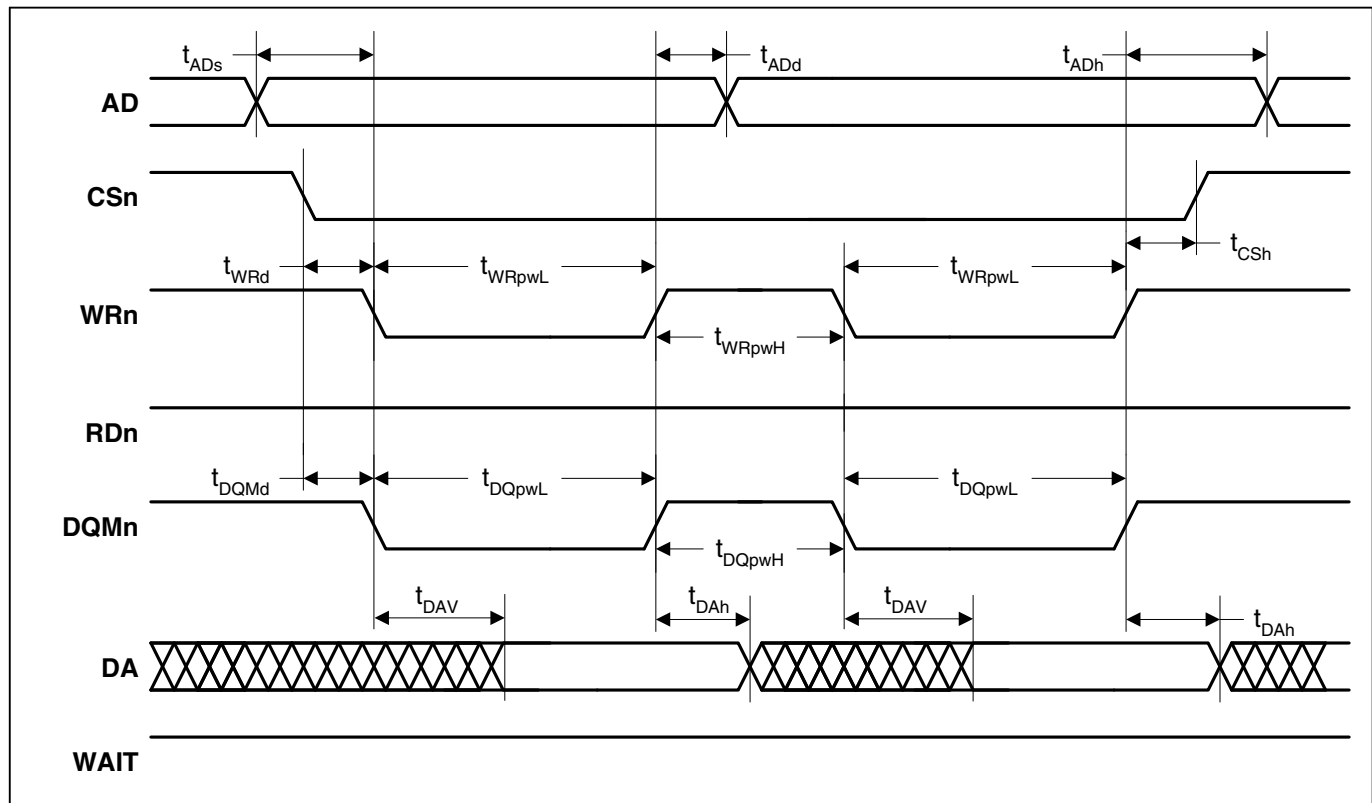 tADs
tADd
tADh
AD
CSn
tCSh
tWRd
tWRpwL
tWRpwL
WRn
tWRpwH
RDn
tDQMd
tDQpwL
tDQpwL
DQMn
tDQpwH
tDAV
tDAh
tDAV
tDAh
DA
WAIT